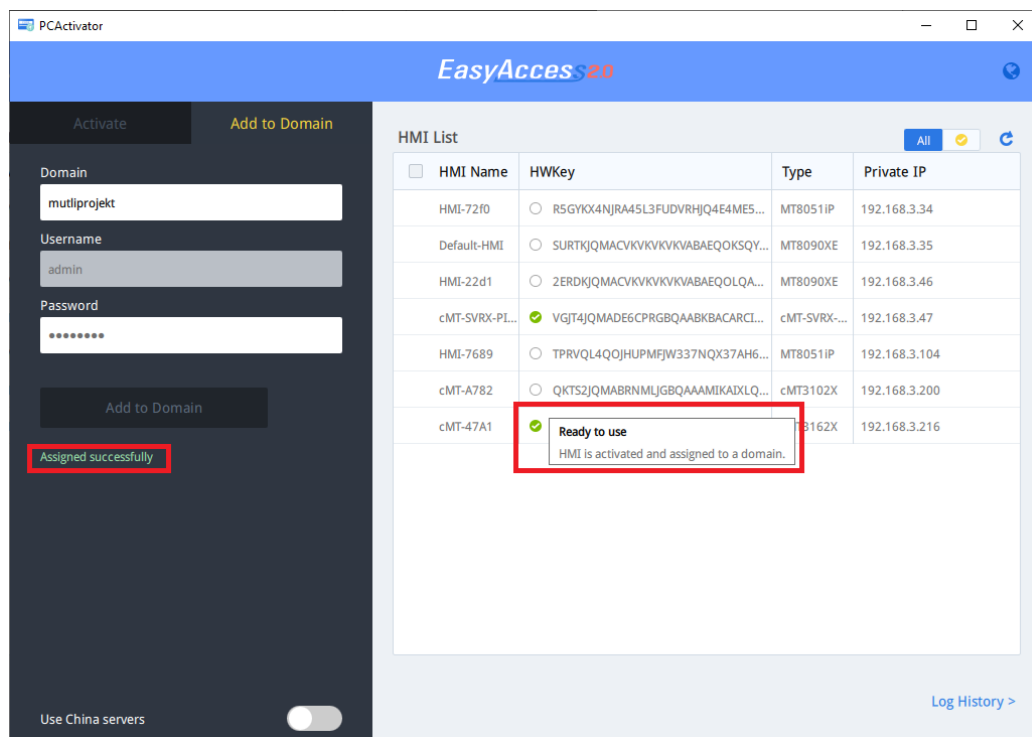 PCActivator
EasyAccess2.0
Activate Add to Domain
Domain
mutliprojekt
Username
admin
Password
••••••••
Add to Domain
Assigned successfully
Use China servers
HMI List
All
HMI Name HWKey Type Private IP
HMI-72f0 R5GYKX4NJRA45L3FUDVRHJQ4E4ME5... MT8051iP 192.168.3.34
Default-HMI SURTKJQMACVKVKVKVKVABAEQOKSQY... MT8090XE 192.168.3.35
HMI-22d1 2ERDKJQMACVKVKVKVKVABAEQOLQA... MT8090XE 192.168.3.46
cMT-SVRX-PI... VGJT4JQMADE6CPRGBQAABKBACARCI... cMT-SVRX-... 192.168.3.47
HMI-7689 TPRVQL4QOJHUPMFJW337NQX37AH6... MT8051iP 192.168.3.104
cMT-A782 QKTS2JQMABRNMLJGBQAAAMIKAIXLQ... cMT3102X 192.168.3.200
cMT-47A1 T3162X 192.168.3.216
Ready to use
HMI is activated and assigned to a domain.
Log History >